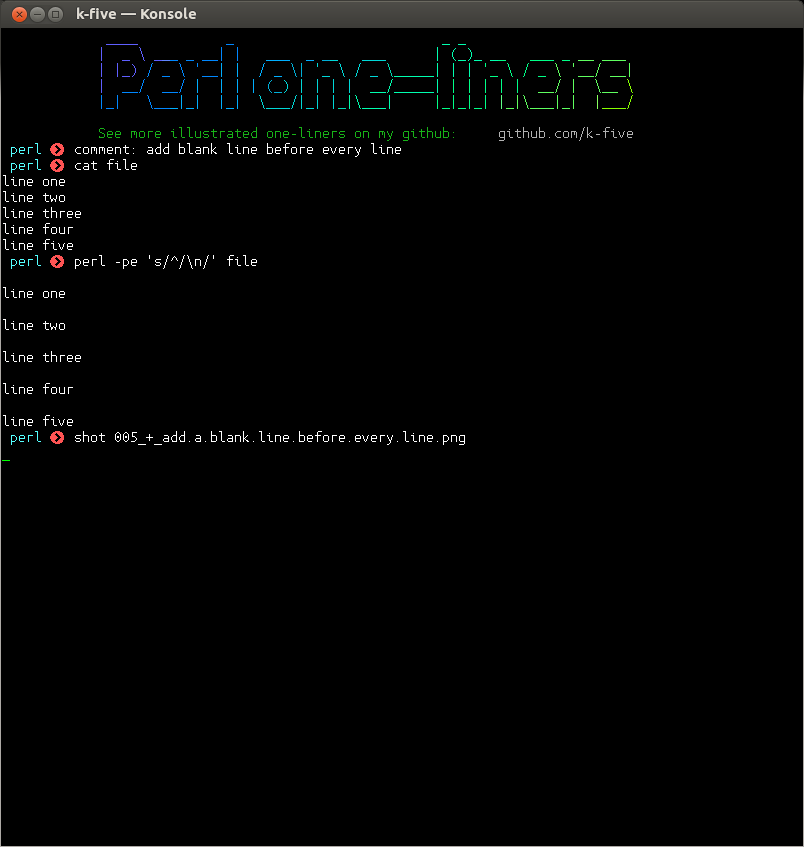 k-five — Konsole
Perl one-liners
See more illustrated one-liners on my github: github.com/k-five
perl ❯ comment: add blank line before every line
perl ❯ cat file
line one
line two
line three
line four
line five
perl ❯ perl -pe 's/^/\n/' file
line one
line two
line three
line four
line five
perl ❯ shot 005_+_add.a.blank.line.before.every.line.png